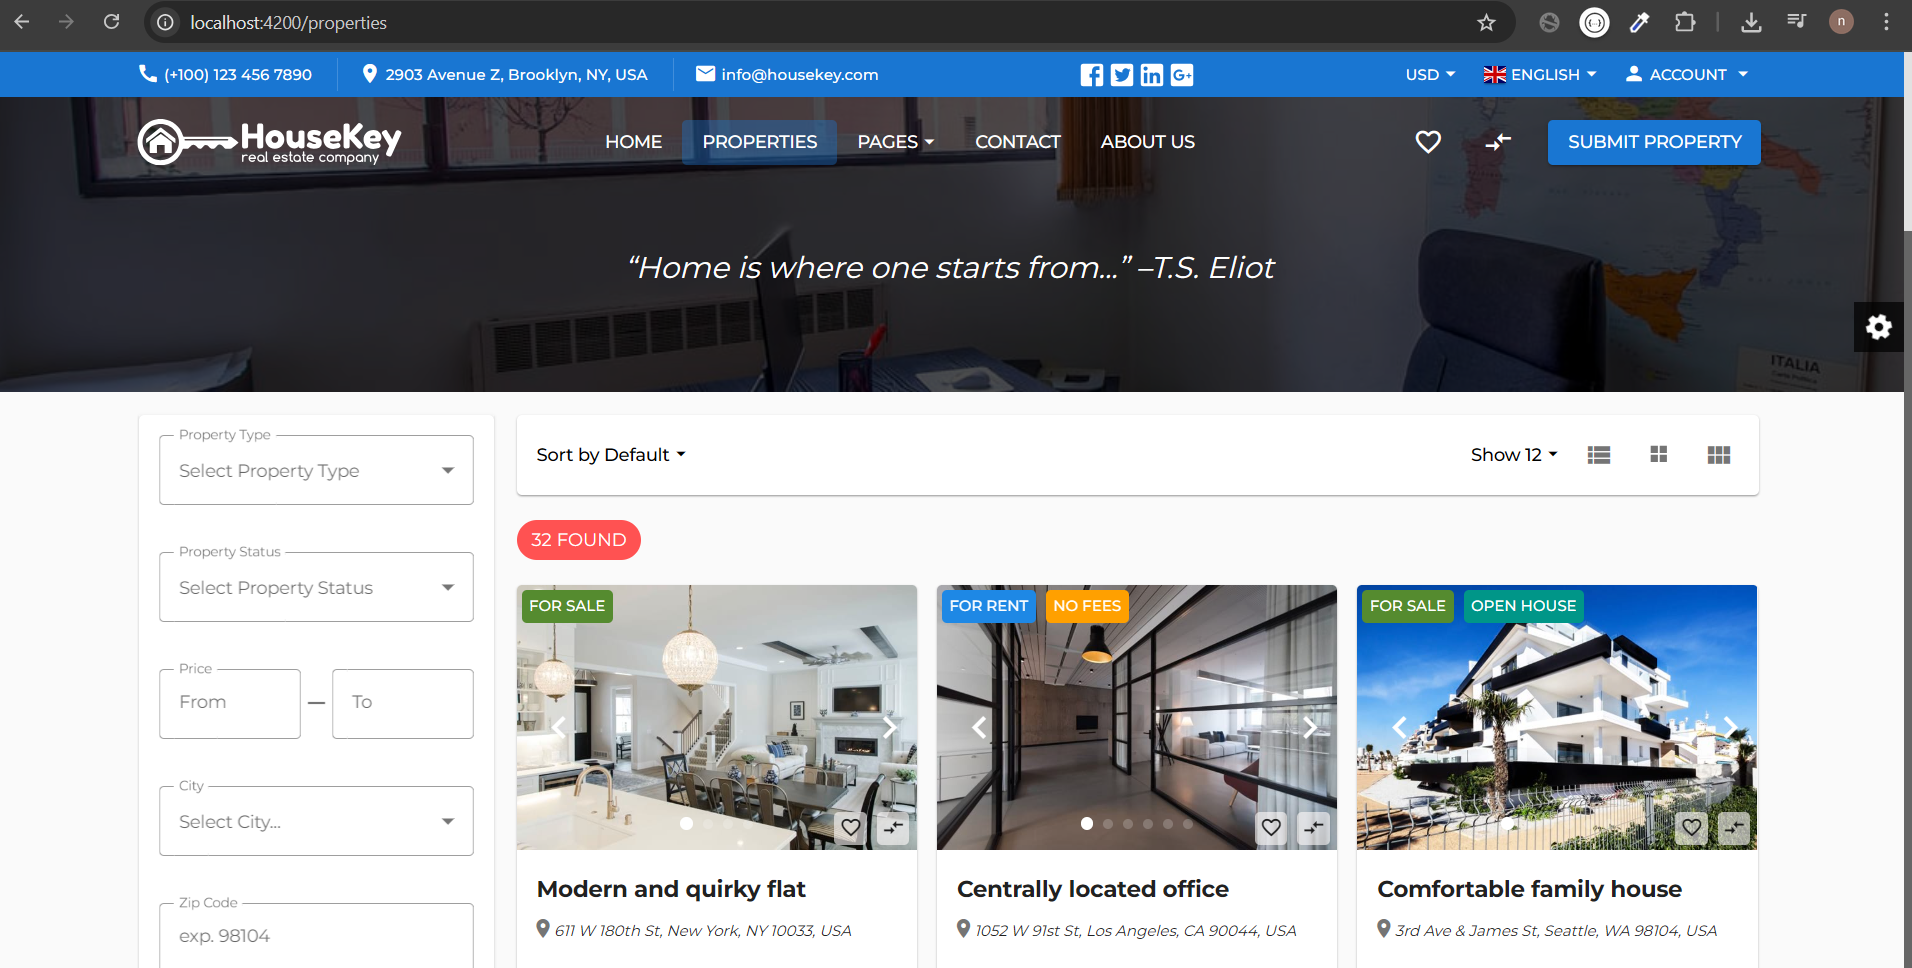 localhost:4200/properties
n
(+100) 123 456 7890
2903 Avenue Z, Brooklyn, NY, USA
info@housekey.com
USD
ENGLISH
ACCOUNT
HouseKey
real estate company
HOME
PROPERTIES
PAGES
CONTACT
ABOUT US
SUBMIT PROPERTY
“Home is where one starts from...” –T.S. Eliot
ITALIA
Property Type
Select Property Type
Property Status
Select Property Status
Price
From
—
To
City
Select City...
Zip Code
exp. 98104
Sort by Default
Show 12
32 FOUND
FOR SALE
Modern and quirky flat
611 W 180th St, New York, NY 10033, USA
FOR RENT
NO FEES
Centrally located office
1052 W 91st St, Los Angeles, CA 90044, USA
FOR SALE
OPEN HOUSE
Comfortable family house
3rd Ave & James St, Seattle, WA 98104, USA